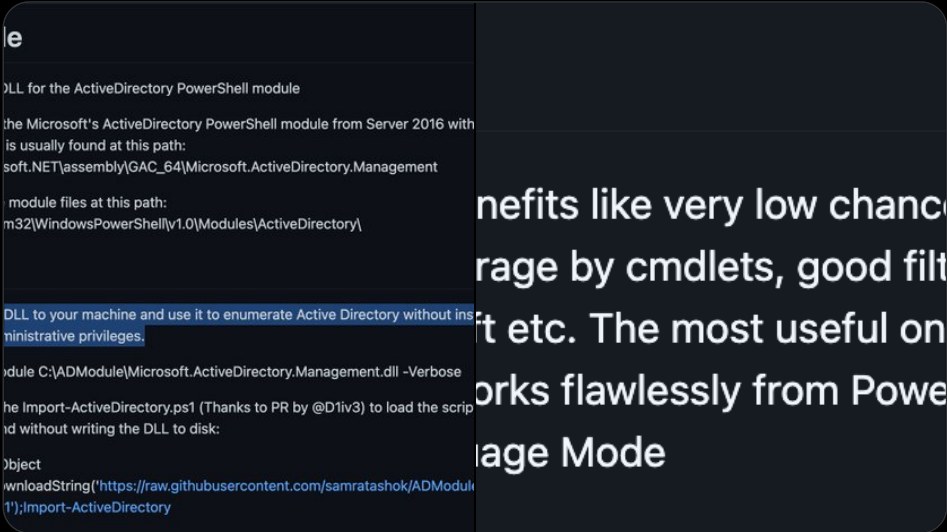 le
DLL for the ActiveDirectory PowerShell module
the Microsoft's ActiveDirectory PowerShell module from Server 2016 with
is usually found at this path:
soft.NET\assembly\GAC_64\Microsoft.ActiveDirectory.Management
module files at this path:
m32\WindowsPowerShell\v1.0\Modules\ActiveDirectory\
DLL to your machine and use it to enumerate Active Directory without ins
ministrative privileges.
odule C:\ADModule\Microsoft.ActiveDirectory.Management.dll -Verbose
he Import-ActiveDirectory.ps1 (Thanks to PR by @D1iv3) to load the scrip
nd without writing the DLL to disk:
Object
ownloadString('https://raw.githubusercontent.com/samratashok/ADModule
1');Import-ActiveDirectory
nefits like very low chance
rage by cmdlets, good filt
ft etc. The most useful on
orks flawlessly from Powe
uage Mode